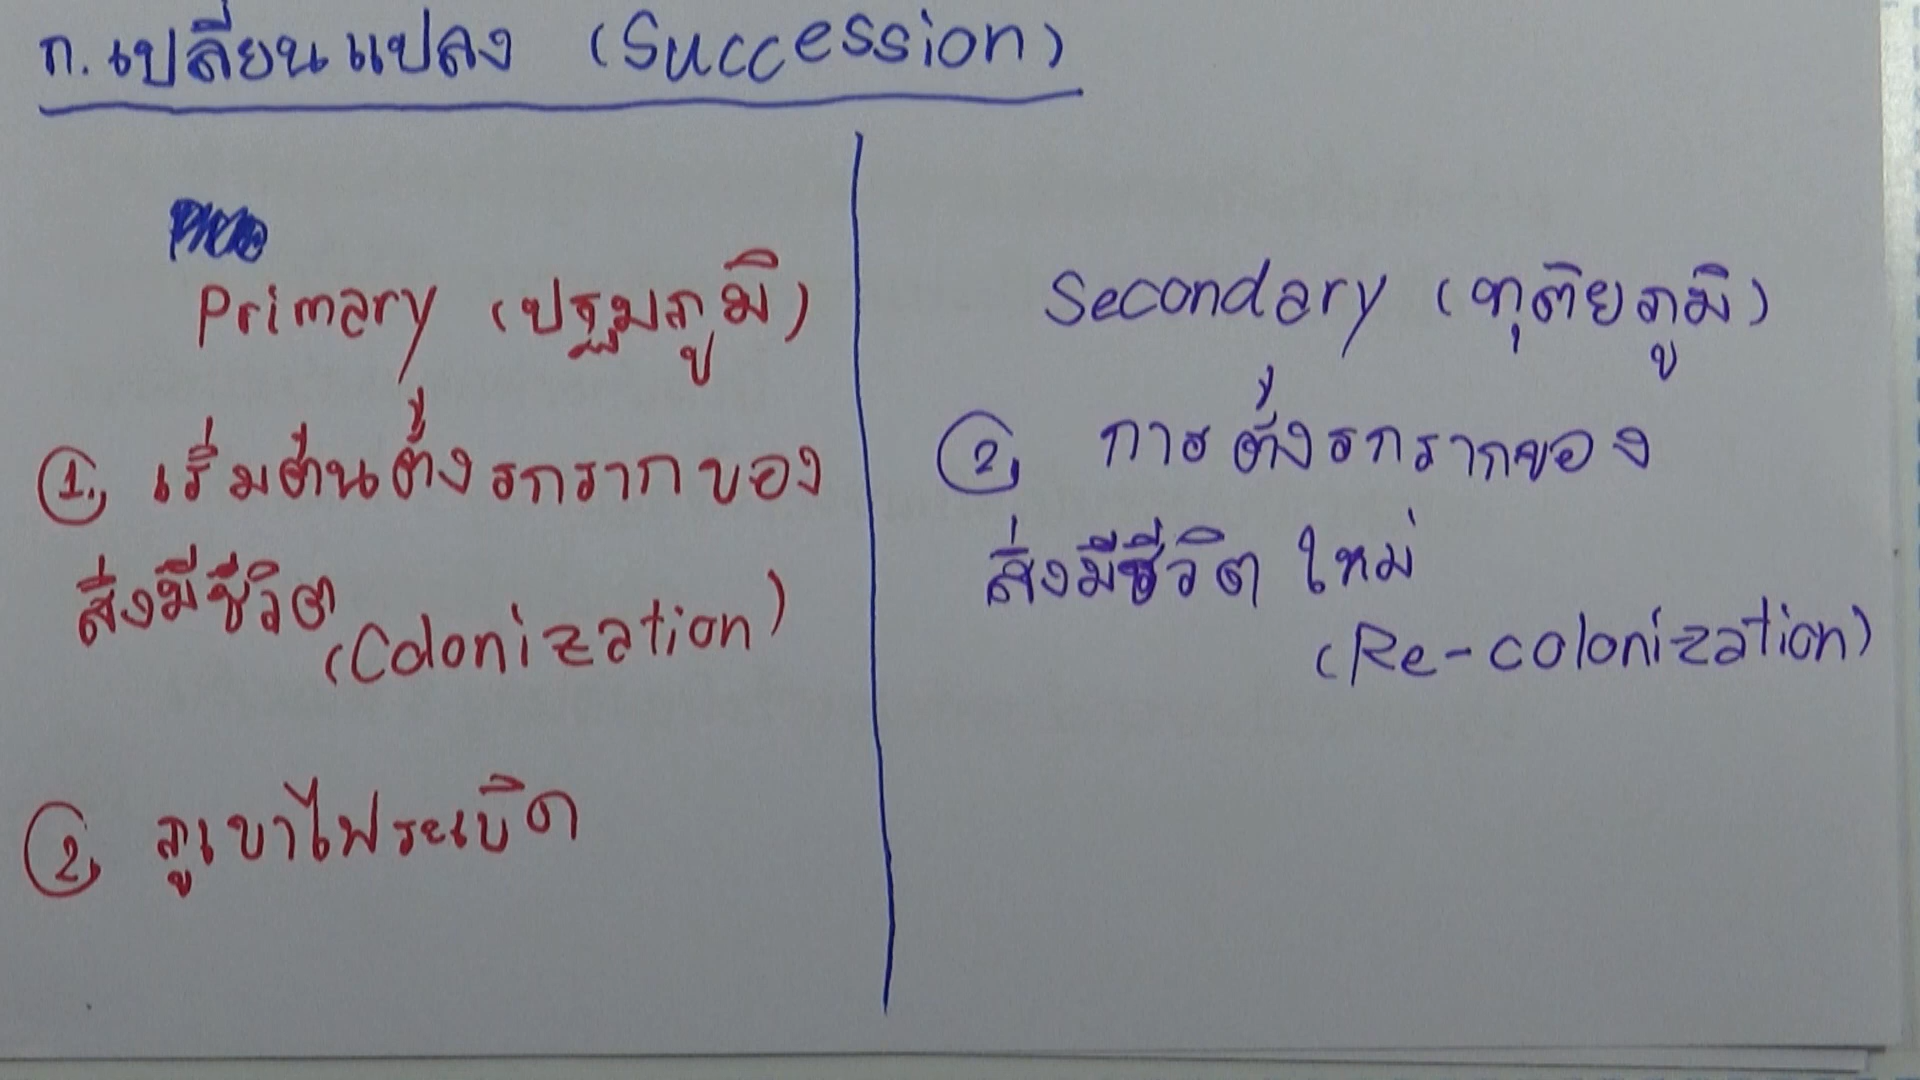 ก.เปลี่ยนแปลง (Succession)
Primary (ปฐมภูมิ)
1. เริ่มต้นตั้งรกรากของ
สิ่งมีชีวิต
(Colonization)
2. ภูเขาไฟระเบิด
Secondary (ทุติยภูมิ)
2. การตั้งรกรากของ
สิ่งมีชีวิต ใหม่
(Re-colonization)